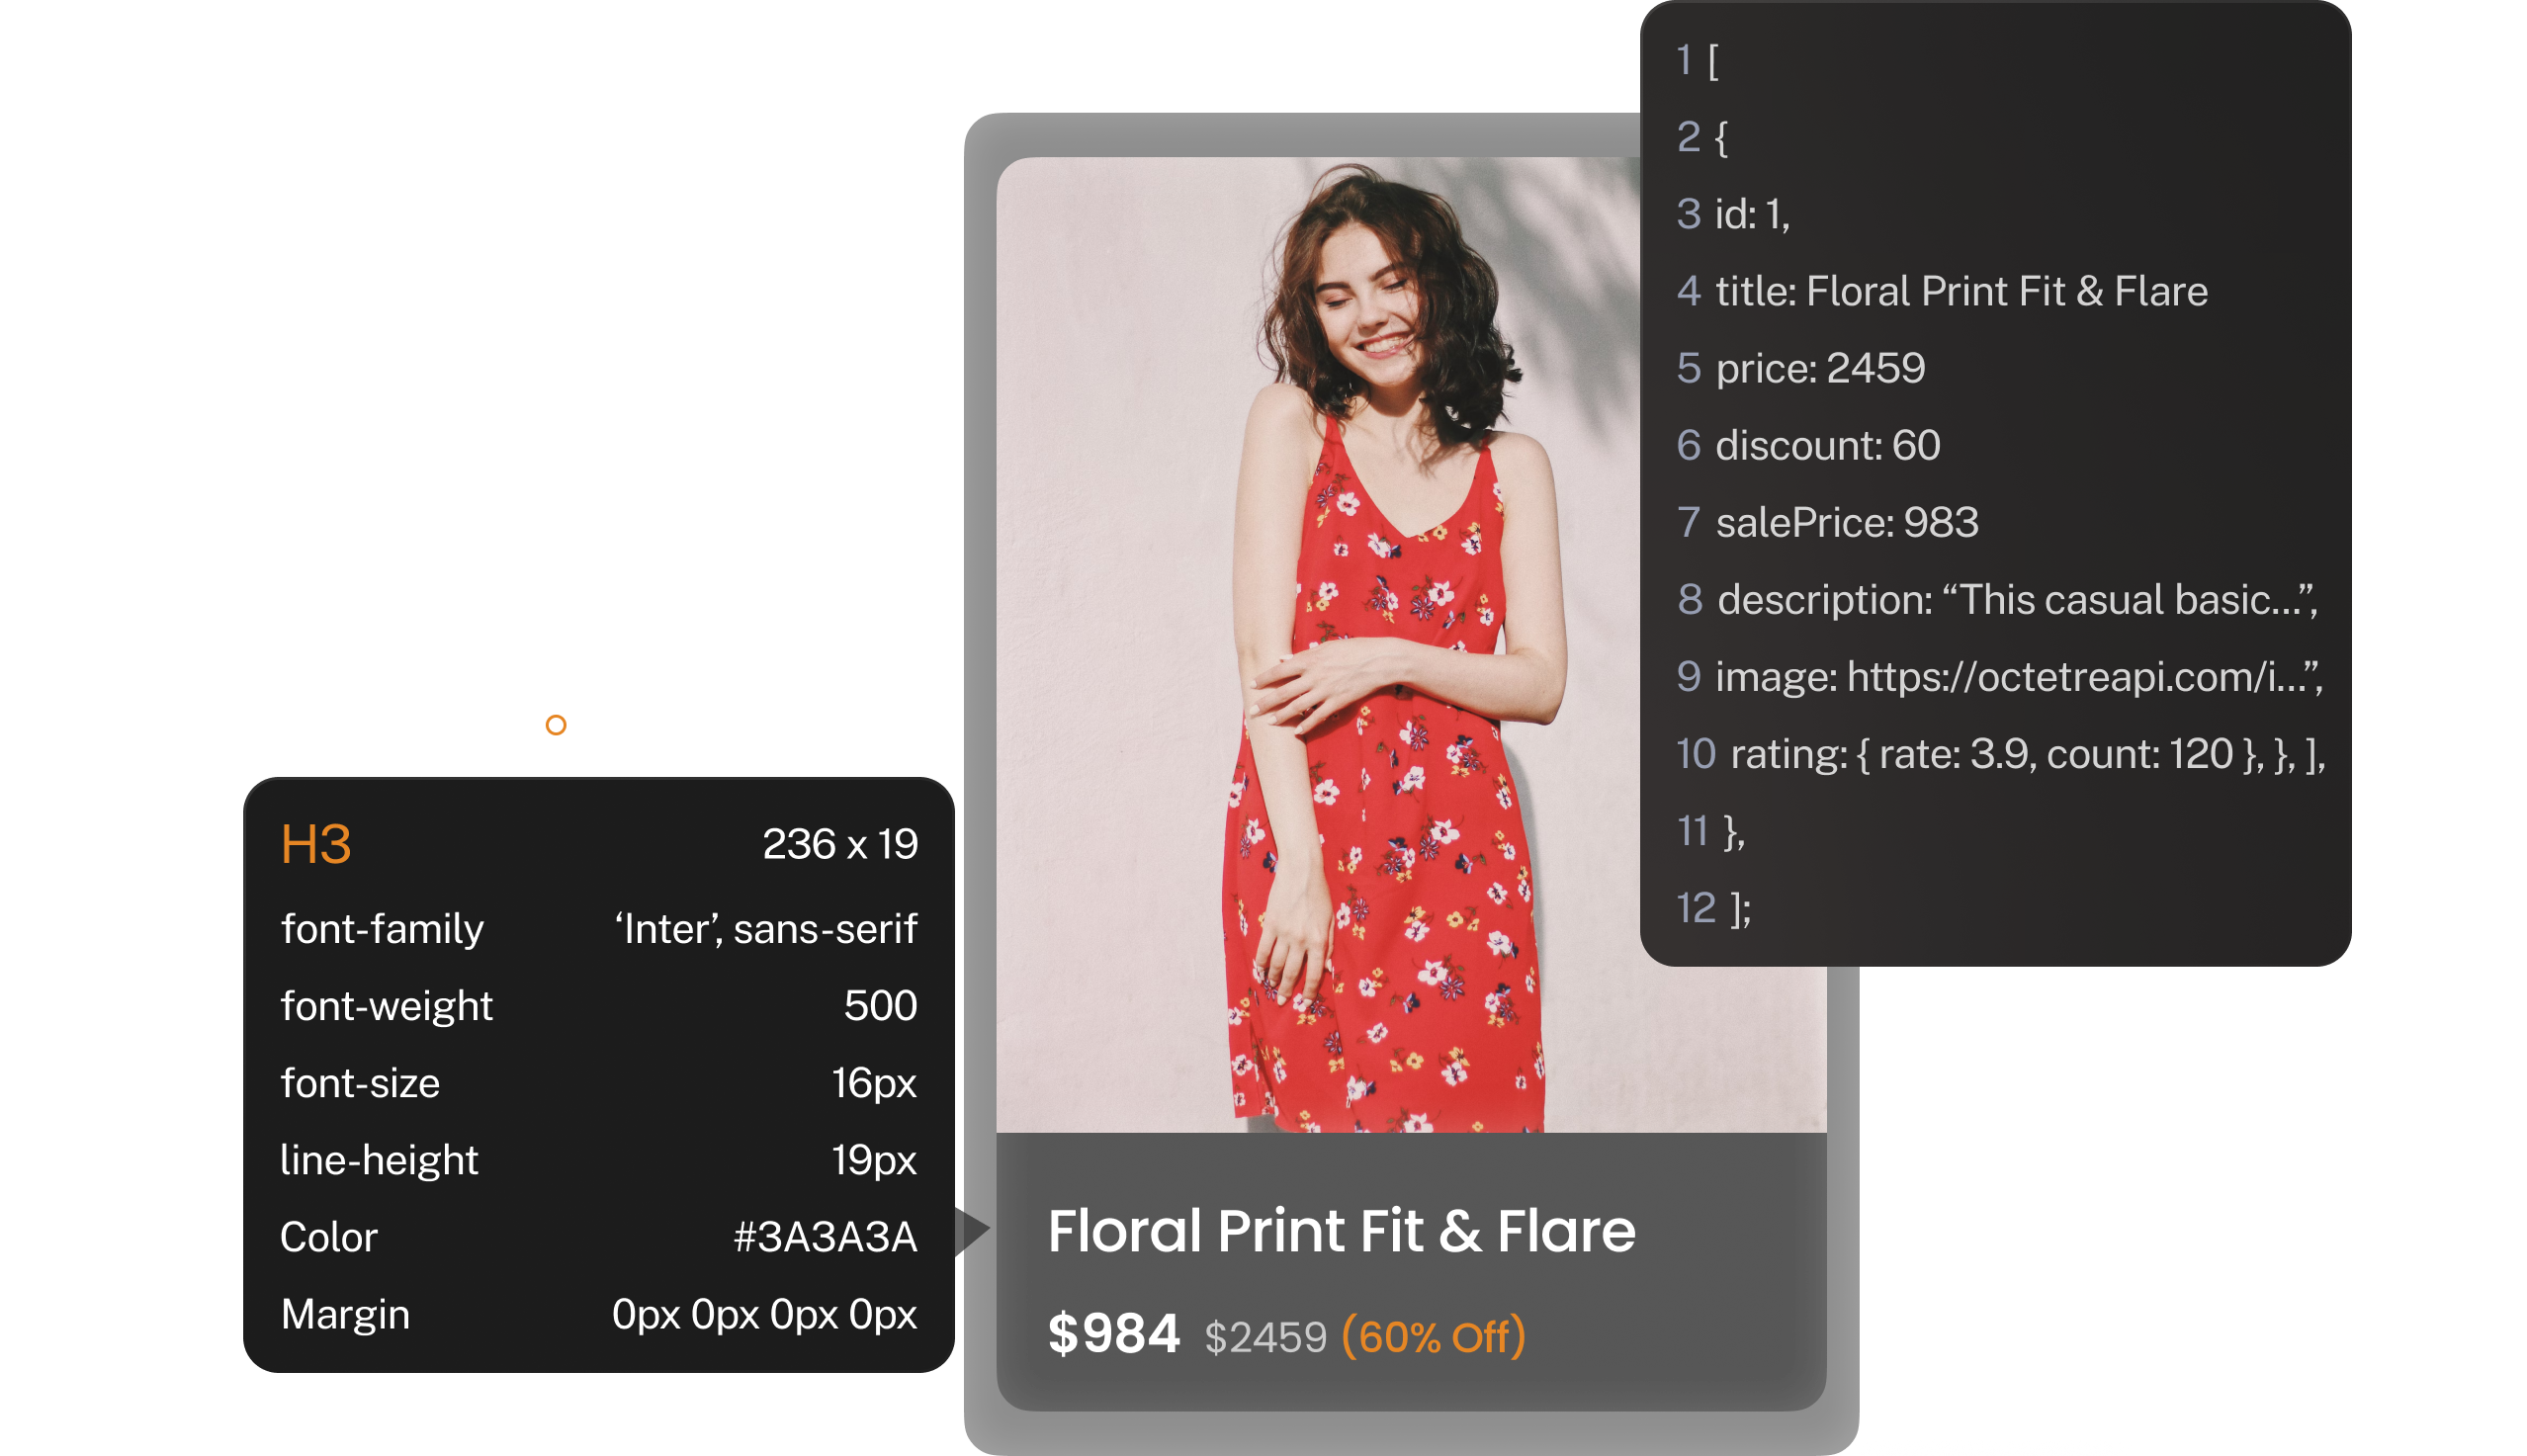 H3 236 x 19
font-family ‘Inter’, sans-serif
font-weight 500
font-size 16px
line-height 19px
Color #3A3A3A
Margin 0px 0px 0px 0px
Floral Print Fit & Flare
$984 $2459 (60% Off)
1 [
2 {
3 id: 1,
4 title: Floral Print Fit & Flare
5 price: 2459
6 discount: 60
7 salePrice: 983
8 description: “This casual basic...”,
9 image: https://octetreapi.com/i...”,
10 rating: { rate: 3.9, count: 120 }, }, ],
11 },
12 ];